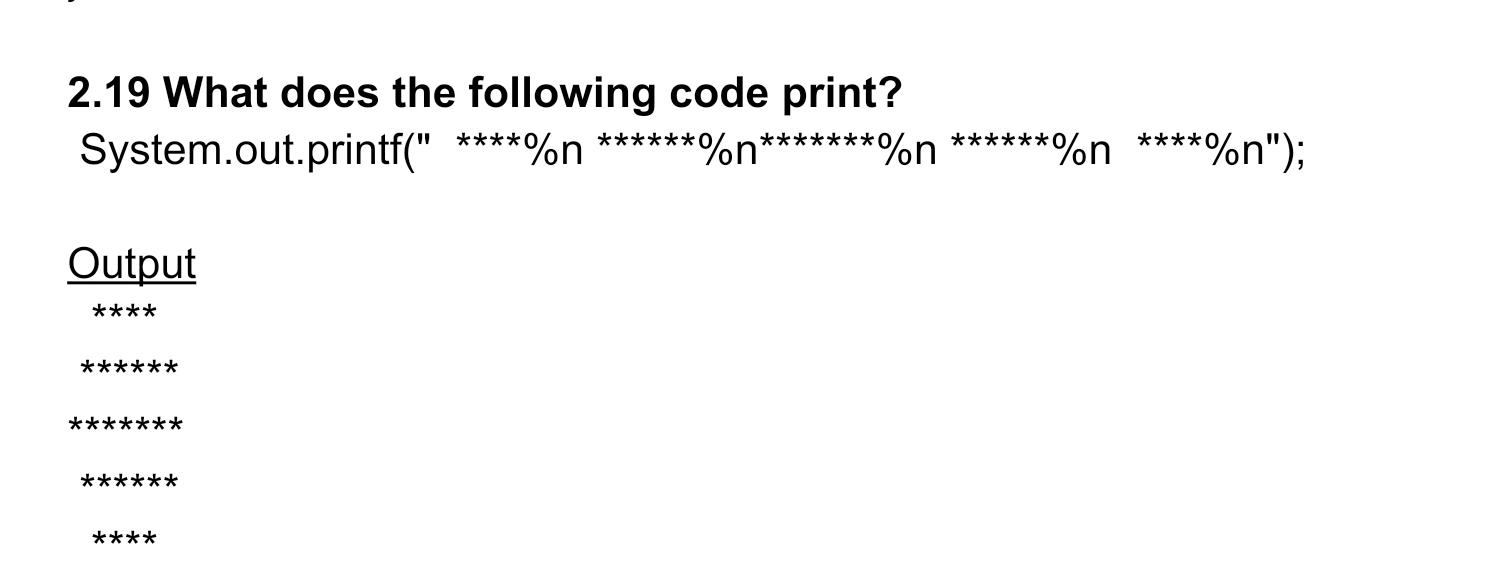 2.19 What does the following code print?
System.out.printf("  ****%n ******%n*******%n ******%n  ****%n");
Output
  ****
 ******
*******
 ******
  ****